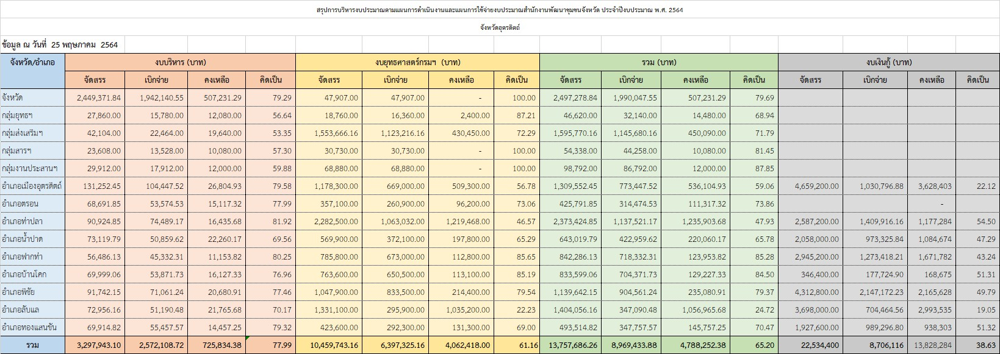 สรุปการบริหารงบประมาณตามแผนการดำเนินงานและแผนการใช้จ่ายงบประมาณสำนักงานพัฒนาชุมชนจังหวัด ประจำปีงบประมาณ พ.ศ. 2564
จังหวัดอุตรดิตถ์
ข้อมูล ณ วันที่ 25 พฤษภาคม 2564
จังหวัด/อำเภอ งบบริหาร (บาท) งบยุทธศาสตร์กรมฯ (บาท) รวม (บาท) งบเงินกู้ (บาท)
จัดสรร เบิกจ่าย คงเหลือ คิดเป็น จัดสรร เบิกจ่าย คงเหลือ คิดเป็น จัดสรร เบิกจ่าย คงเหลือ คิดเป็น จัดสรร เบิกจ่าย คงเหลือ คิดเป็น
จังหวัด 2,449,371.84 1,942,140.55 507,231.29 79.29 47,907.00 47,907.00 - 100.00 2,497,278.84 1,990,047.55 507,231.29 79.69
กลุ่มยุทธฯ 27,860.00 15,780.00 12,080.00 56.64 18,760.00 16,360.00 2,400.00 87.21 46,620.00 32,140.00 14,480.00 68.94
กลุ่มส่งเสริมฯ 42,104.00 22,464.00 19,640.00 53.35 1,553,666.16 1,123,216.16 430,450.00 72.29 1,595,770.16 1,145,680.16 450,090.00 71.79
กลุ่มสารฯ 23,608.00 13,528.00 10,080.00 57.30 30,730.00 30,730.00 - 100.00 54,338.00 44,258.00 10,080.00 81.45
กลุ่มงานประสานฯ 29,912.00 17,912.00 12,000.00 59.88 68,880.00 68,880.00 - 100.00 98,792.00 86,792.00 12,000.00 87.85
อำเภอเมืองอุตรดิตถ์ 131,252.45 104,447.52 26,804.93 79.58 1,178,300.00 669,000.00 509,300.00 56.78 1,309,552.45 773,447.52 536,104.93 59.06 4,659,200.00 1,030,796.88 3,628,403 22.12
อำเภอตรอน 68,691.85 53,574.53 15,117.32 77.99 357,100.00 260,900.00 96,200.00 73.06 425,791.85 314,474.53 111,317.32 73.86 -
อำเภอท่าปลา 90,924.85 74,489.17 16,435.68 81.92 2,282,500.00 1,063,032.00 1,219,468.00 46.57 2,373,424.85 1,137,521.17 1,235,903.68 47.93 2,587,200.00 1,409,916.16 1,177,284 54.50
อำเภอน้ำปาด 73,119.79 50,859.62 22,260.17 69.56 569,900.00 372,100.00 197,800.00 65.29 643,019.79 422,959.62 220,060.17 65.78 2,058,000.00 973,325.84 1,084,674 47.29
อำเภอฟากท่า 56,486.13 45,332.31 11,153.82 80.25 785,800.00 673,000.00 112,800.00 85.65 842,286.13 718,332.31 123,953.82 85.28 2,945,200.00 1,273,418.21 1,671,782 43.24
อำเภอบ้านโคก 69,999.06 53,871.73 16,127.33 76.96 763,600.00 650,500.00 113,100.00 85.19 833,599.06 704,371.73 129,227.33 84.50 346,400.00 177,724.90 168,675 51.31
อำเภอพิชัย 91,742.15 71,061.24 20,680.91 77.46 1,047,900.00 833,500.00 214,400.00 79.54 1,139,642.15 904,561.24 235,080.91 79.37 4,312,800.00 2,147,172.23 2,165,628 49.79
อำเภอลับแล 72,956.16 51,190.48 21,765.68 70.17 1,331,100.00 295,900.00 1,035,200.00 22.23 1,404,056.16 347,090.48 1,056,965.68 24.72 3,698,000.00 704,464.56 2,993,535 19.05
อำเภอทองแสนขัน 69,914.82 55,457.57 14,457.25 79.32 423,600.00 292,300.00 131,300.00 69.00 493,514.82 347,757.57 145,757.25 70.47 1,927,600.00 989,296.80 938,303 51.32
รวม 3,297,943.10 2,572,108.72 725,834.38 77.99 10,459,743.16 6,397,325.16 4,062,418.00 61.16 13,757,686.26 8,969,433.88 4,788,252.38 65.20 22,534,400 8,706,116 13,828,284 38.63